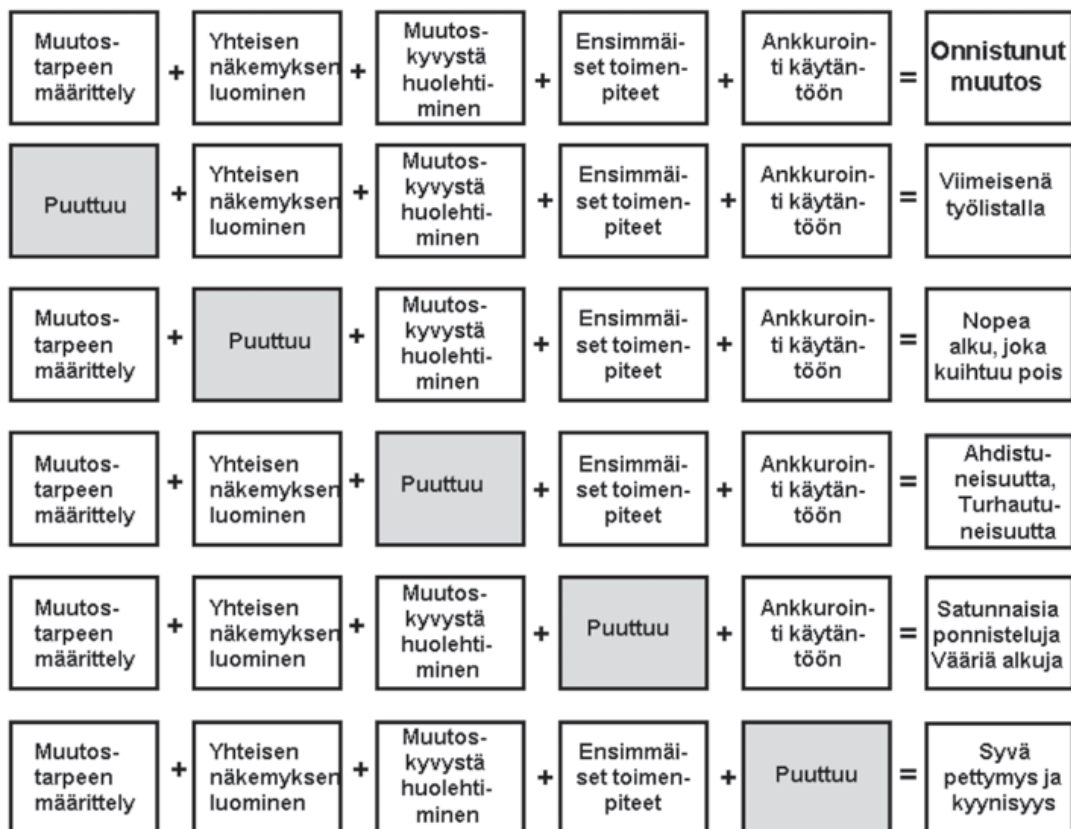 Muutos-
tarpeen
määrittely
+
Yhteisen
näkemyksen
luominen
+
Muutos-
kyvystä
huolehti-
minen
+
Ensimmäi-
set toimen-
piteet
+
Ankkuroin-
ti käytän-
töön
=
Onnistunut
muutos
Puuttuu
+
Yhteisen
näkemyksen
luominen
+
Muutos-
kyvystä
huolehti-
minen
+
Ensimmäi-
set toimen-
piteet
+
Ankkuroin-
ti käytän-
töön
=
Viimeisenä
työlistalla
Muutos-
tarpeen
määrittely
+
Puuttuu
+
Muutos-
kyvystä
huolehti-
minen
+
Ensimmäi-
set toimen-
piteet
+
Ankkuroin-
ti käytän-
töön
=
Nopea
alku, joka
kuihtuu pois
Muutos-
tarpeen
määrittely
+
Yhteisen
näkemyksen
luominen
+
Puuttuu
+
Ensimmäi-
set toimen-
piteet
+
Ankkuroin-
ti käytän-
töön
=
Ahdistu-
neisuutta,
Turhautu-
neisuutta
Muutos-
tarpeen
määrittely
+
Yhteisen
näkemyksen
luominen
+
Muutos-
kyvystä
huolehti-
minen
+
Puuttuu
+
Ankkuroin-
ti käytän-
töön
=
Satunnaisia
ponnisteluja
Vääriä alkuja
Muutos-
tarpeen
määrittely
+
Yhteisen
näkemyksen
luominen
+
Muutos-
kyvystä
huolehti-
minen
+
Ensimmäi-
set toimen-
piteet
+
Puuttuu
=
Syvä
pettymys ja
kyynisyys